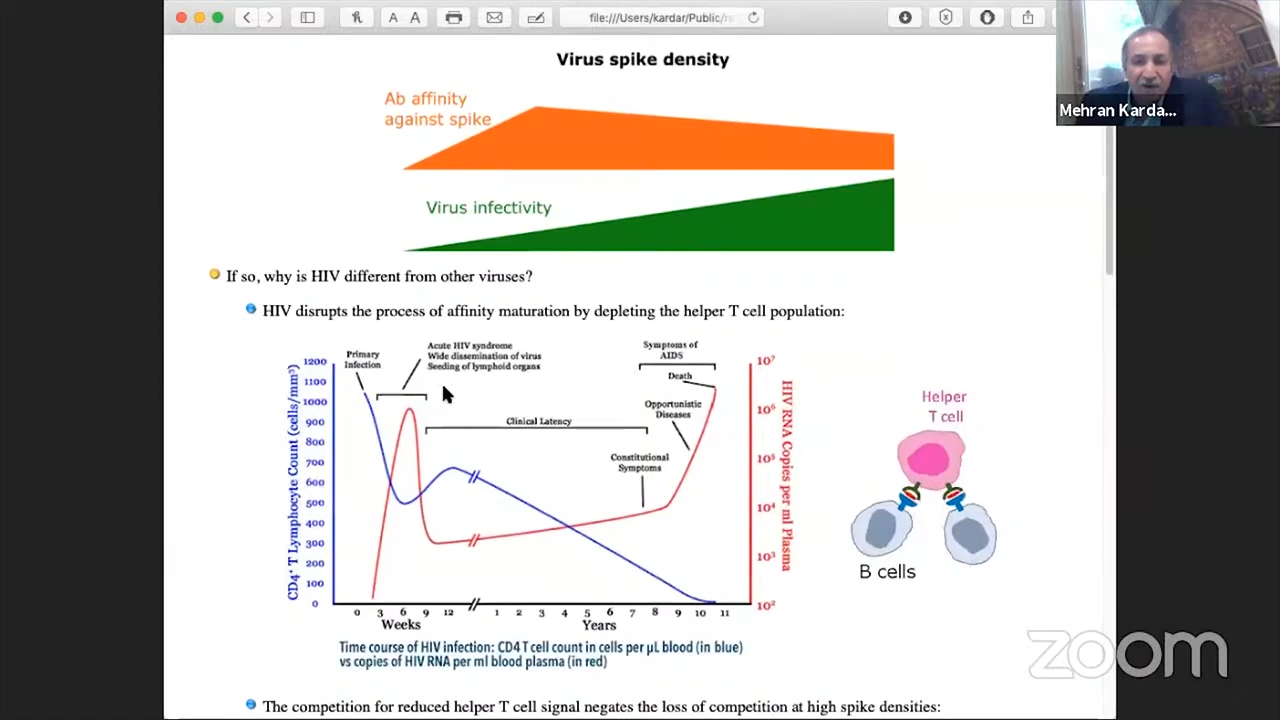 A A
file:///Users/kardar/Public/
Virus spike density
Mehran Karda...
Ab affinity
against spike
Virus infectivity
If so, why is HIV different from other viruses?
HIV disrupts the process of affinity maturation by depleting the helper T cell population:
Primary
Infection
Acute HIV syndrome
Wide dissemination of virus
Seeding of lymphoid organs
Symptoms of
AIDS
Death
Opportunistic
Diseases
Clinical Latency
Constitutional
Symptoms
CD4⁺ T Lymphocyte Count (cells/mm³)
1200
1100
1000
900
800
700
600
500
400
300
200
100
0
HIV RNA Copies per ml Plasma
10⁷
10⁶
10⁵
10⁴
10³
10²
0 3 6 9 12 1 2 3 4 5 6 7 8 9 10 11
Weeks Years
Time course of HIV infection: CD4 T cell count in cells per µL blood (in blue)
vs copies of HIV RNA per ml blood plasma (in red)
Helper
T cell
B cells
zoom
The competition for reduced helper T cell signal negates the loss of competition at high spike densities: